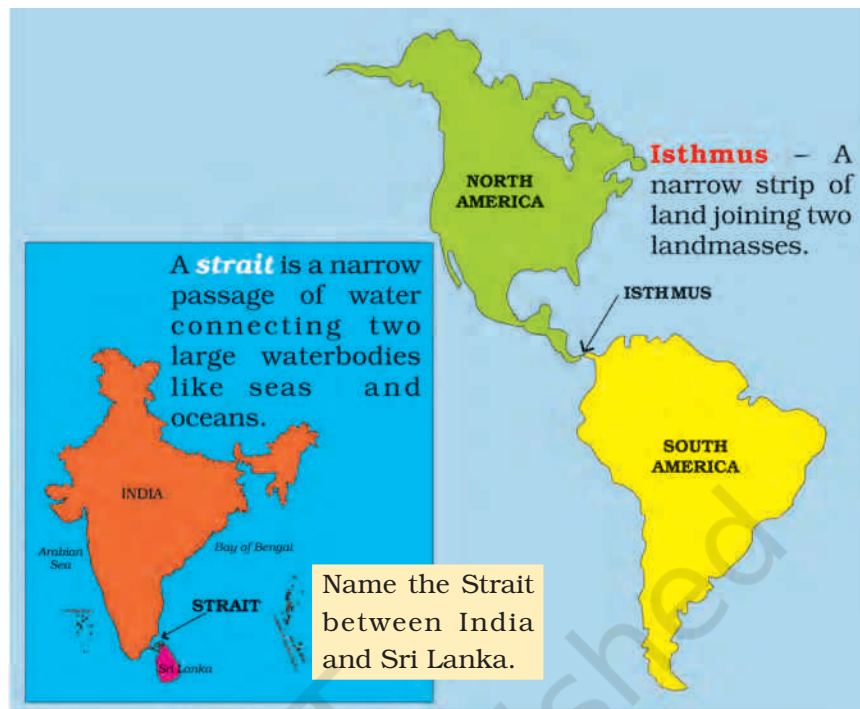 NORTH
AMERICA
Isthmus – A
narrow strip of
land joining two
landmasses.
ISTHMUS
SOUTH
AMERICA
A strait is a narrow
passage of water
connecting two
large waterbodies
like seas and
oceans.
INDIA
Arabian
Sea
Bay of Bengal
STRAIT
Sri Lanka
Name the Strait
between India
and Sri Lanka.